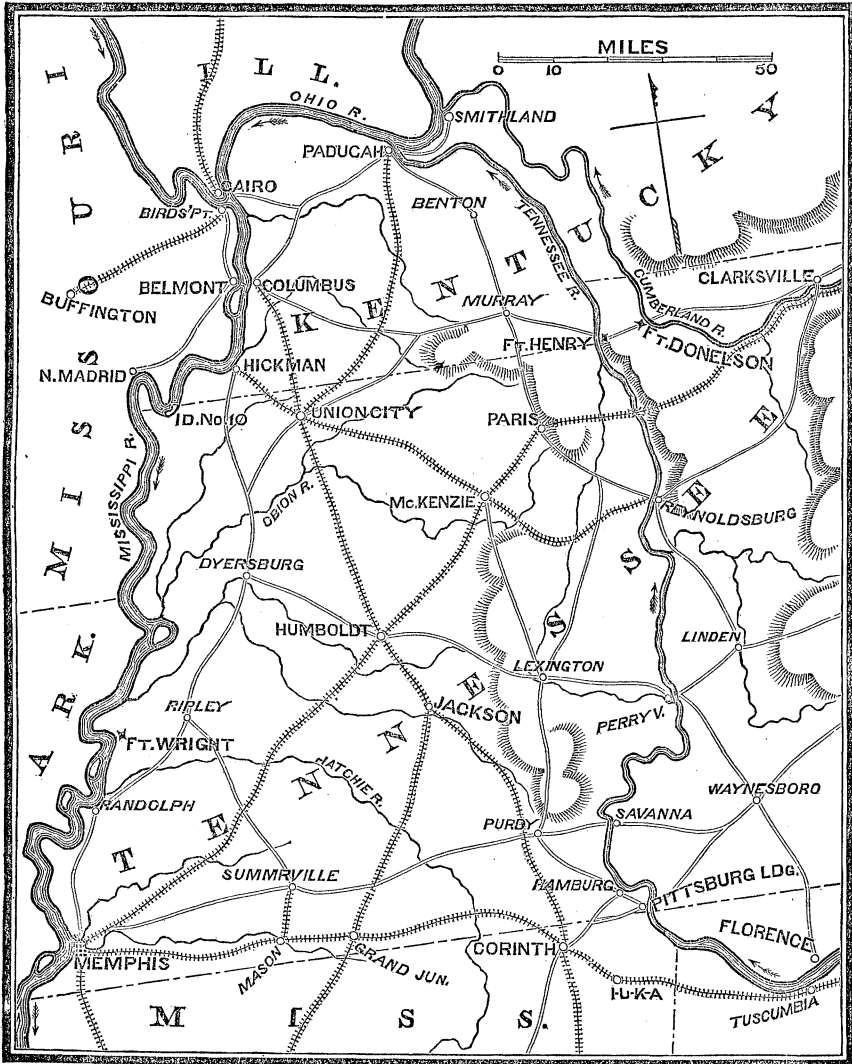 MILES
0 10 50
ILL.
OHIO R.
SMITHLAND
PADUCAH
CAIRO
BIRDS' PT.
BENTON
TENNESSEE R.
KENTUCKY
MISSOURI
BUFFINGTON
BELMONT
COLUMBUS
MURRAY
CUMBERLAND R.
CLARKSVILLE
FT. HENRY
FT. DONELSON
N. MADRID
HICKMAN
ID. No. 10
UNION CITY
PARIS
MISSISSIPPI R.
OBION R.
Mc. KENZIE
REYNOLDSBURG
DYERSBURG
HUMBOLDT
LINDEN
LEXINGTON
ARK.
RIPLEY
JACKSON
PERRY V.
FT. WRIGHT
HATCHIE R.
TENNESSEE
RANDOLPH
WAYNESBORO
PURDY
SAVANNA
SUMMRVILLE
HAMBURG
PITTSBURG LDG.
FLORENCE
MEMPHIS
MASON
GRAND JUN.
CORINTH
I-U-K-A
TUSCUMBIA
MISS.